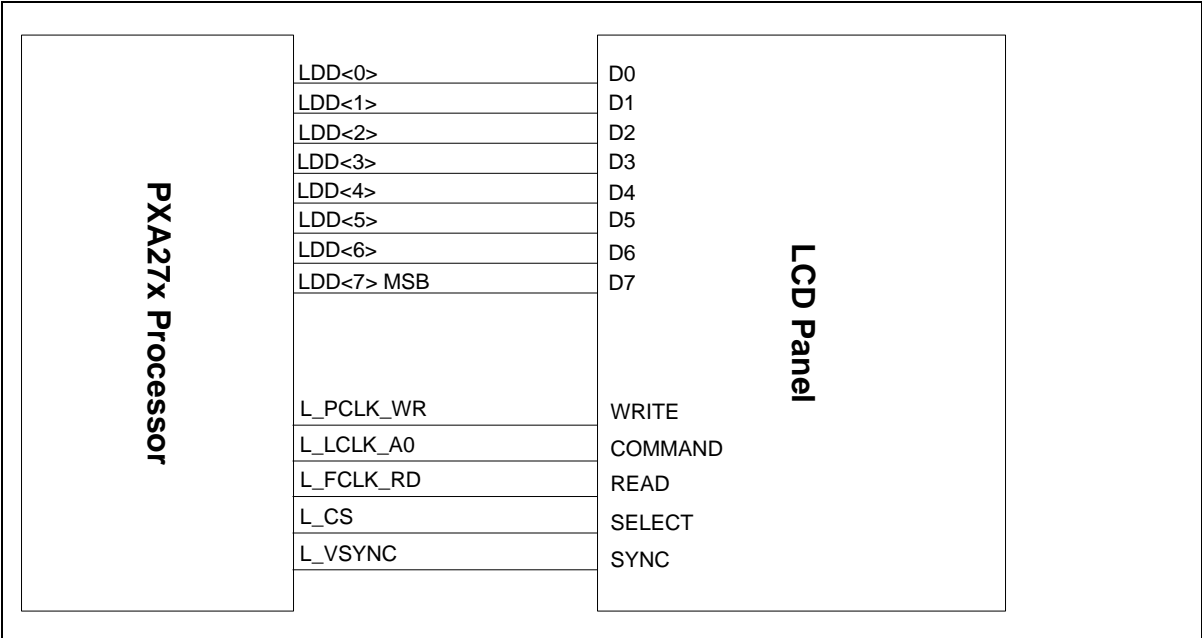 PXA27x Processor
LDD<0>
LDD<1>
LDD<2>
LDD<3>
LDD<4>
LDD<5>
LDD<6>
LDD<7> MSB
L_PCLK_WR
L_LCLK_A0
L_FCLK_RD
L_CS
L_VSYNC
D0
D1
D2
D3
D4
D5
D6
D7
WRITE
COMMAND
READ
SELECT
SYNC
LCD Panel